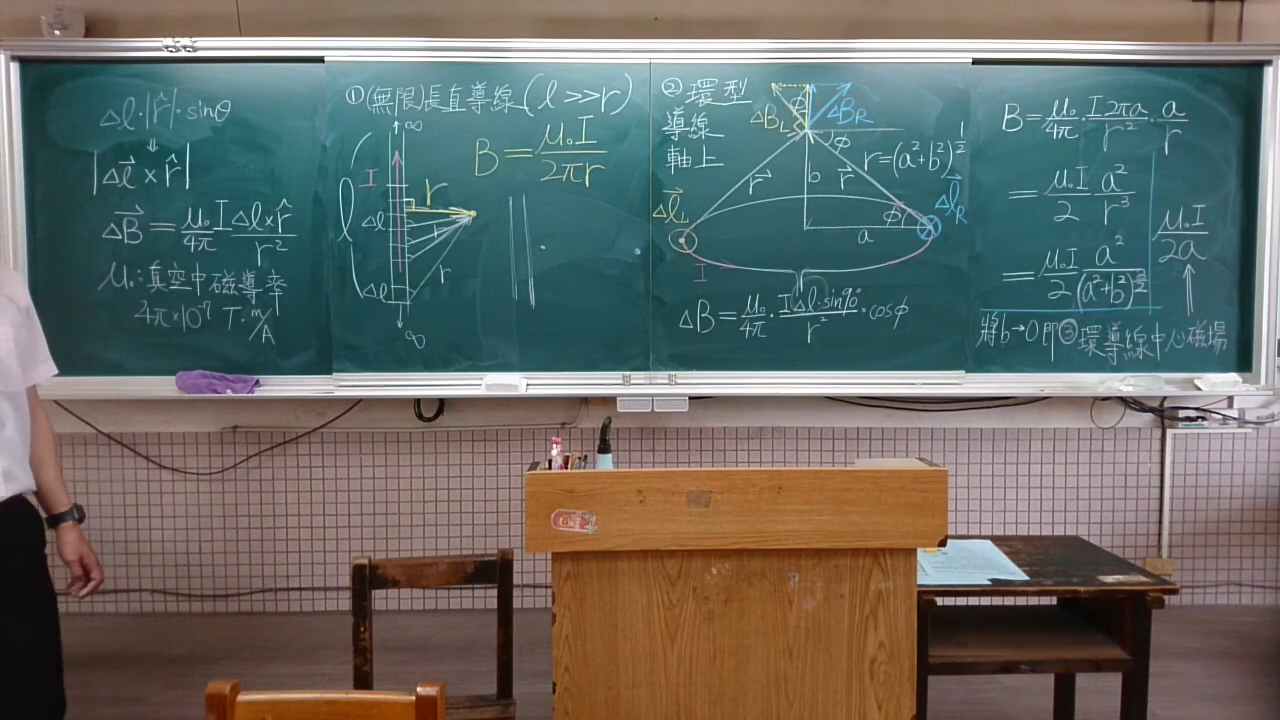 Δl·|r̂|·sinθ
⇓
|Δl⃗ × r̂|
ΔB⃗ = μ₀/4π IΔl×r̂/r²
μ₀:真空中磁導率
4π×10⁻⁷ T·m/A
①(無限)長直導線(l≫r)
B=μ₀I/2πr
∞
I
r
l
Δl
r
Δl
∞
②環型
導線
軸上
ΔB_L
φ
ΔB_R
φ
r=(a²+b²)^½
r⃗
b
r⃗
Δl⃗_L
Δl⃗_R
φ
a
I
ΔB=μ₀/4π·IΔl·sin90°/r²·cosφ
B=μ₀/4π·I2πa/r²·a/r
=μ₀I/2·a²/r³
=μ₀I/2 a²/(a²+b²)^3/2
μ₀I/2a
將b→0即③環導線中心磁場